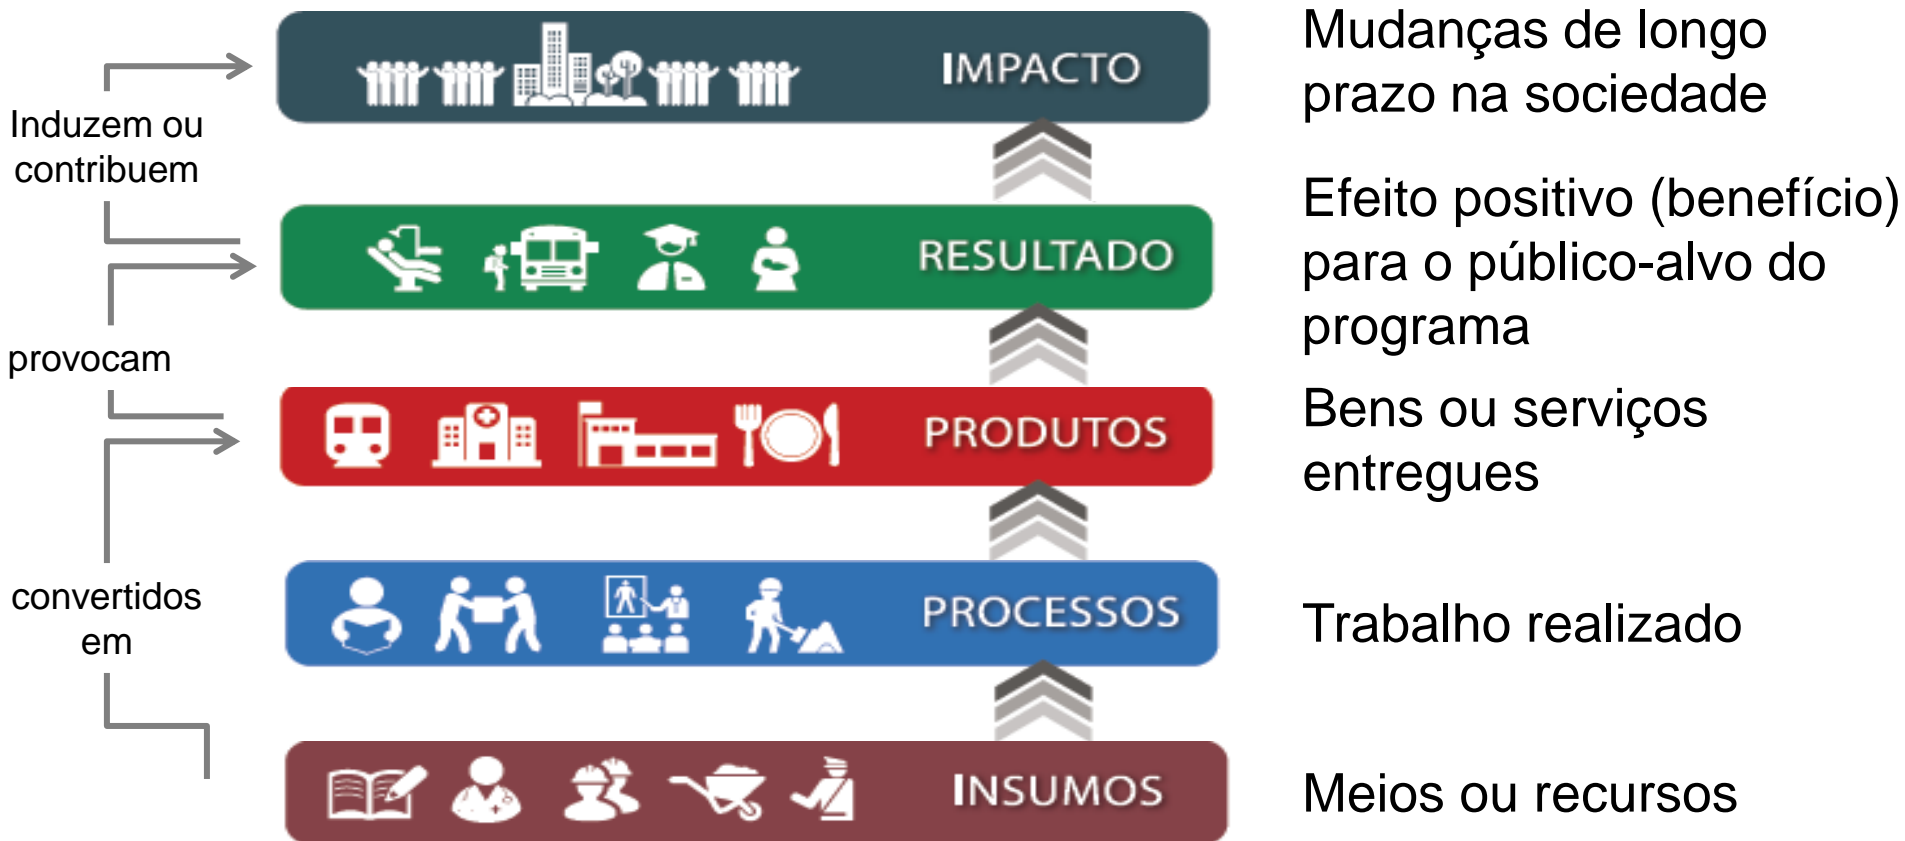 Induzem ou
contribuem
IMPACTO
Mudanças de longo
prazo na sociedade
RESULTADO
Efeito positivo (benefício)
para o público-alvo do
programa
provocam
PRODUTOS
Bens ou serviços
entregues
convertidos
em
PROCESSOS
Trabalho realizado
INSUMOS
Meios ou recursos